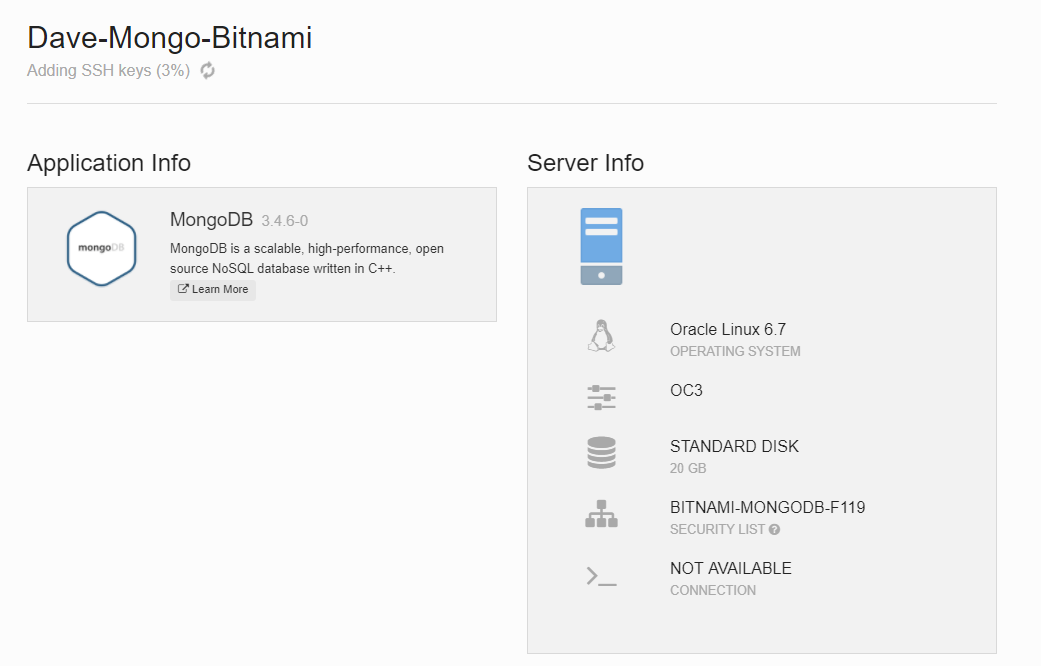 Dave-Mongo-Bitnami
Adding SSH keys (3%)
Application Info
mongoDB
MongoDB 3.4.6-0
MongoDB is a scalable, high-performance, open
source NoSQL database written in C++.
Learn More
Server Info
Oracle Linux 6.7
OPERATING SYSTEM
OC3
STANDARD DISK
20 GB
BITNAMI-MONGODB-F119
SECURITY LIST ?
NOT AVAILABLE
CONNECTION